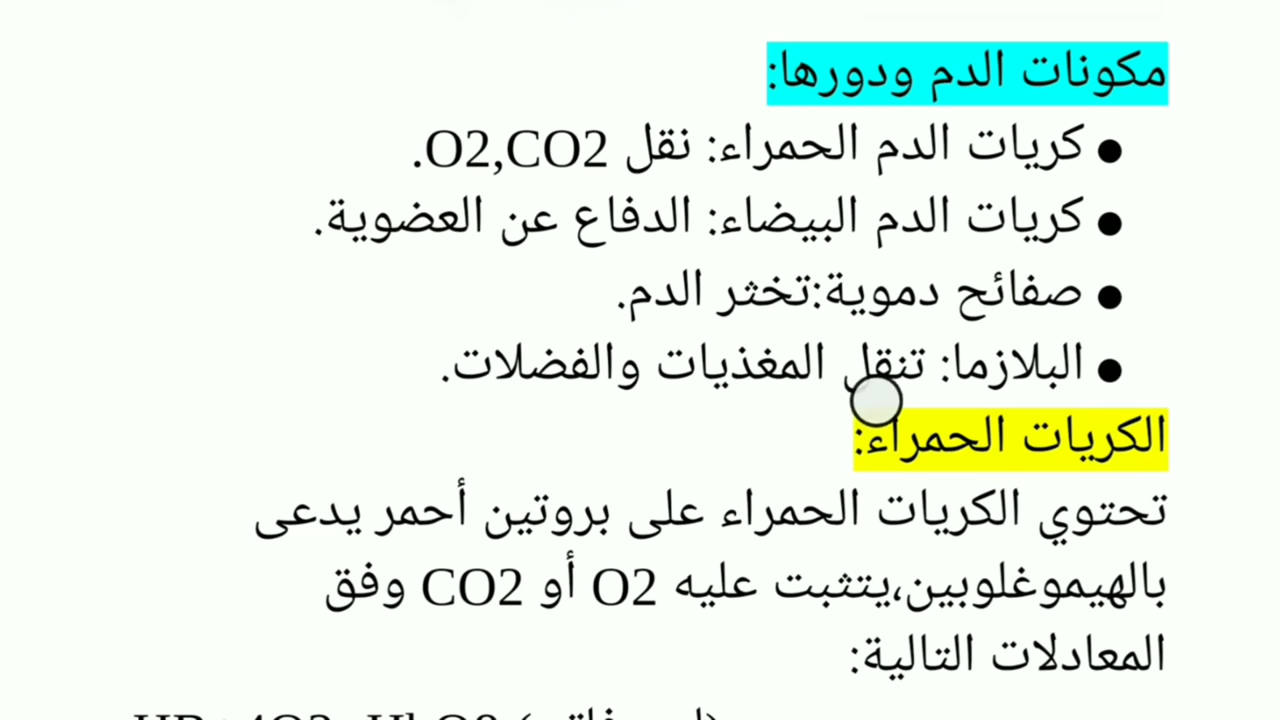 مكونات الدم ودورها:
● كريات الدم الحمراء: نقل O2,CO2.
● كريات الدم البيضاء: الدفاع عن العضوية.
● صفائح دموية:تخثر الدم.
● البلازما: تنقل المغذيات والفضلات.
الكريات الحمراء:
تحتوي الكريات الحمراء على بروتين أحمر يدعى
بالهيموغلوبين،يتثبت عليه O2 أو CO2 وفق
المعادلات التالية: